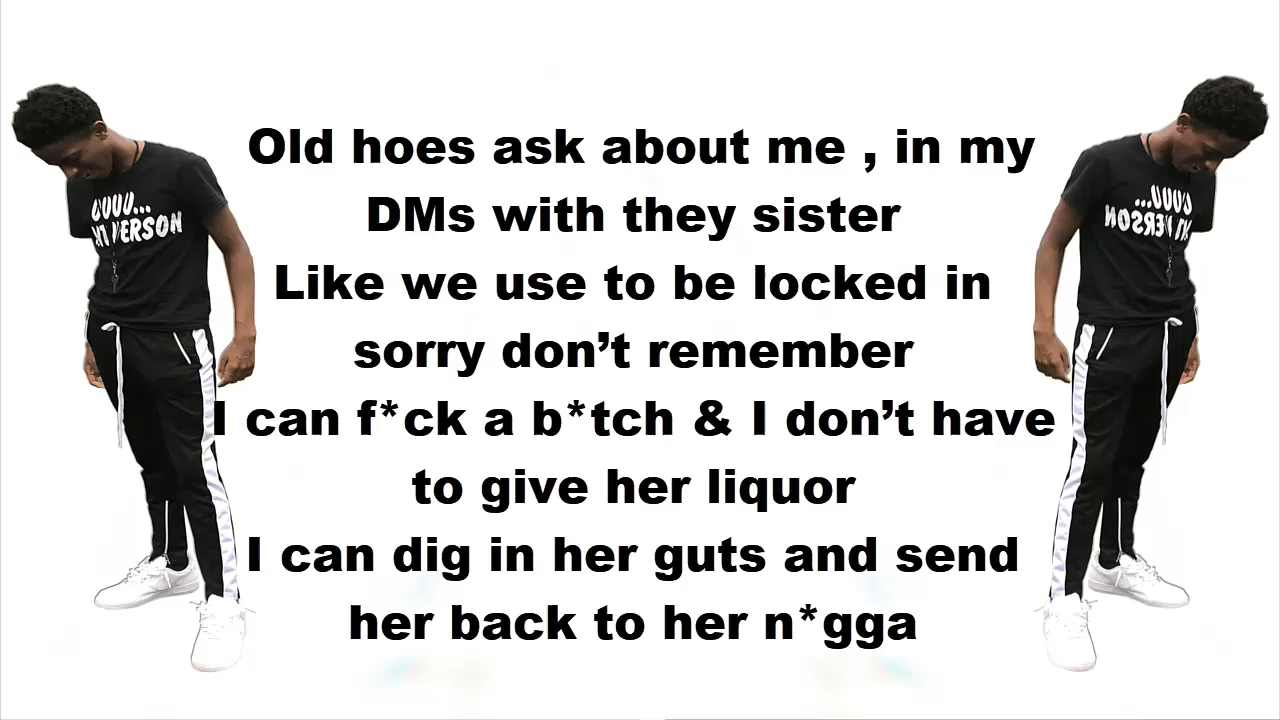 Old hoes ask about me , in my
DMs with they sister
Like we use to be locked in
sorry don’t remember
I can f*ck a b*tch & I don’t have
to give her liquor
I can dig in her guts and send
her back to her n*gga
PERSON
PERSON